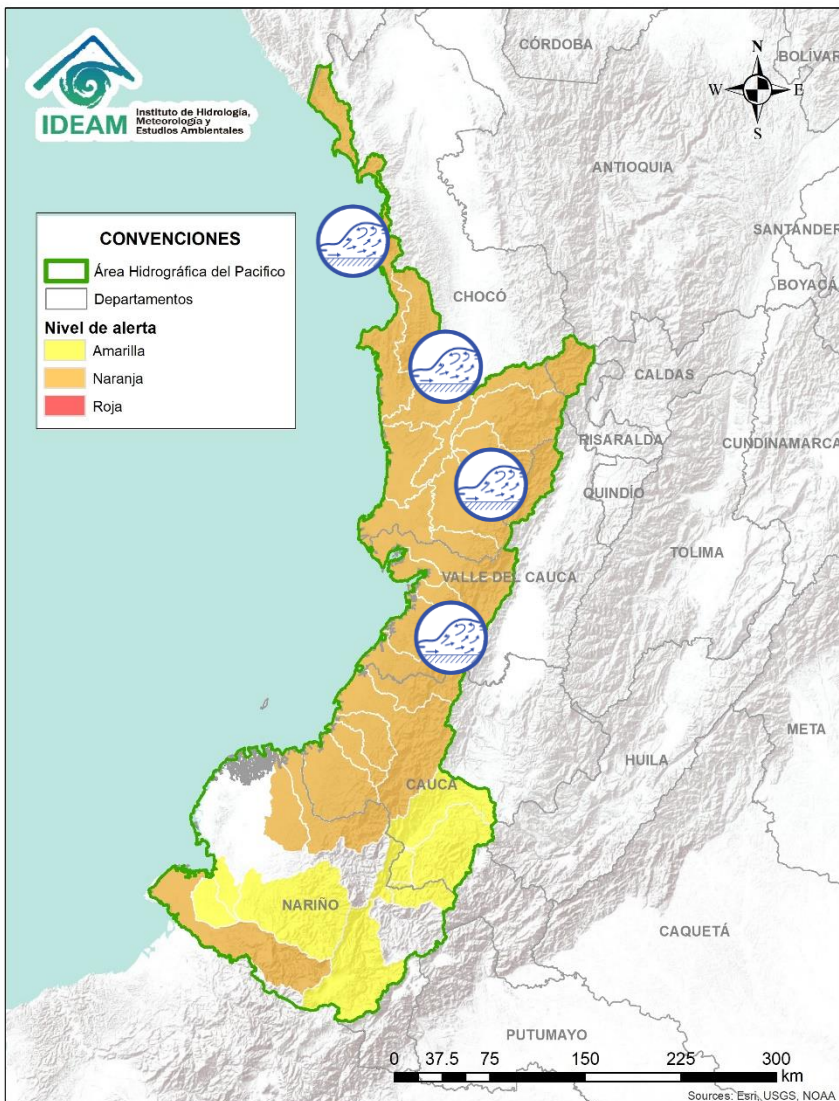 IDEAM
Instituto de Hidrología,
Meteorología y
Estudios Ambientales
CÓRDOBA
BOLÍVAR
N
W
E
S
ANTIOQUIA
SANTANDER
BOYACÁ
CONVENCIONES
Área Hidrográfica del Pacifico
Departamentos
Nivel de alerta
Amarilla
Naranja
Roja
CHOCÓ
CALDAS
RISARALDA
CUNDINAMARCA
QUINDÍO
TOLIMA
VALLE DEL CAUCA
META
HUILA
CAUCA
NARIÑO
CAQUETÁ
PUTUMAYO
0 37.5 75 150 225 300
km
Sources: Esri, USGS, NOAA